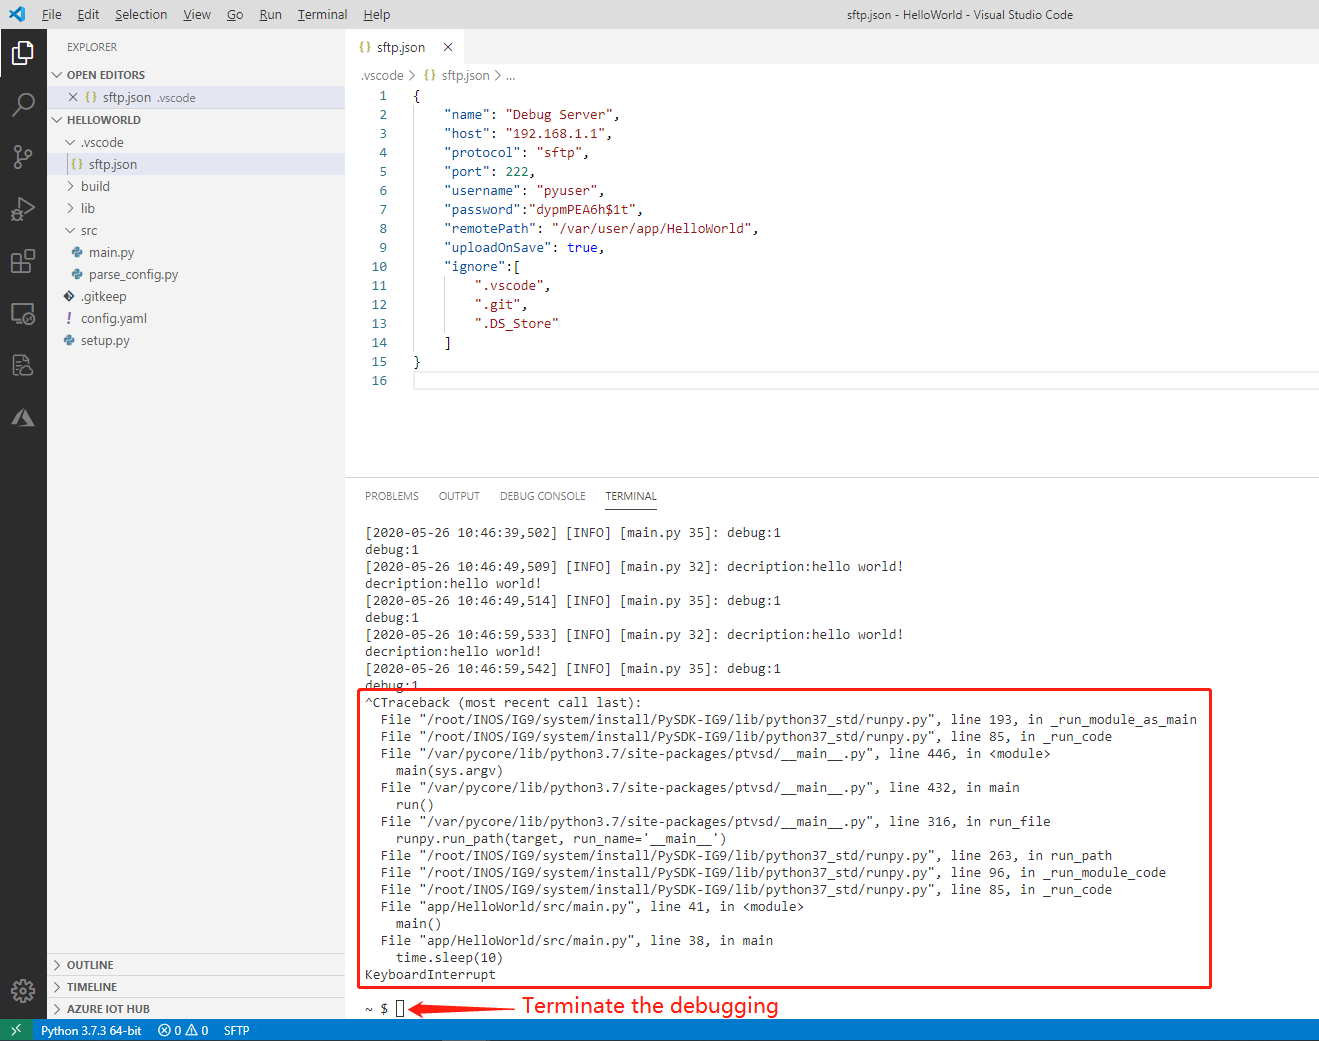 File Edit Selection View Go Run Terminal Help sftp.json - HelloWorld - Visual Studio Code
EXPLORER
OPEN EDITORS
sftp.json .vscode
HELLOWORLD
.vscode
sftp.json
build
lib
src
main.py
parse_config.py
.gitkeep
config.yaml
setup.py
OUTLINE
TIMELINE
AZURE IOT HUB
{} sftp.json
.vscode > {} sftp.json > ...
1 {
2 "name": "Debug Server",
3 "host": "192.168.1.1",
4 "protocol": "sftp",
5 "port": 222,
6 "username": "pyuser",
7 "password":"dypmPEA6h$1t",
8 "remotePath": "/var/user/app/HelloWorld",
9 "uploadOnSave": true,
10 "ignore":[
11 ".vscode",
12 ".git",
13 ".DS_Store"
14 ]
15 }
16
PROBLEMS OUTPUT DEBUG CONSOLE TERMINAL
[2020-05-26 10:46:39,502] [INFO] [main.py 35]: debug:1
debug:1
[2020-05-26 10:46:49,509] [INFO] [main.py 32]: decription:hello world!
decription:hello world!
[2020-05-26 10:46:49,514] [INFO] [main.py 35]: debug:1
debug:1
[2020-05-26 10:46:59,533] [INFO] [main.py 32]: decription:hello world!
decription:hello world!
[2020-05-26 10:46:59,542] [INFO] [main.py 35]: debug:1
debug:1
^CTraceback (most recent call last):
File "/root/INOS/IG9/system/install/PySDK-IG9/lib/python37_std/runpy.py", line 193, in _run_module_as_main
File "/root/INOS/IG9/system/install/PySDK-IG9/lib/python37_std/runpy.py", line 85, in _run_code
File "/var/pycore/lib/python3.7/site-packages/ptvsd/__main__.py", line 446, in <module>
main(sys.argv)
File "/var/pycore/lib/python3.7/site-packages/ptvsd/__main__.py", line 432, in main
run()
File "/var/pycore/lib/python3.7/site-packages/ptvsd/__main__.py", line 316, in run_file
runpy.run_path(target, run_name='__main__')
File "/root/INOS/IG9/system/install/PySDK-IG9/lib/python37_std/runpy.py", line 263, in run_path
File "/root/INOS/IG9/system/install/PySDK-IG9/lib/python37_std/runpy.py", line 96, in _run_module_code
File "/root/INOS/IG9/system/install/PySDK-IG9/lib/python37_std/runpy.py", line 85, in _run_code
File "app/HelloWorld/src/main.py", line 41, in <module>
main()
File "app/HelloWorld/src/main.py", line 38, in main
time.sleep(10)
KeyboardInterrupt
~ $ Terminate the debugging
Python 3.7.3 64-bit 0 0 SFTP